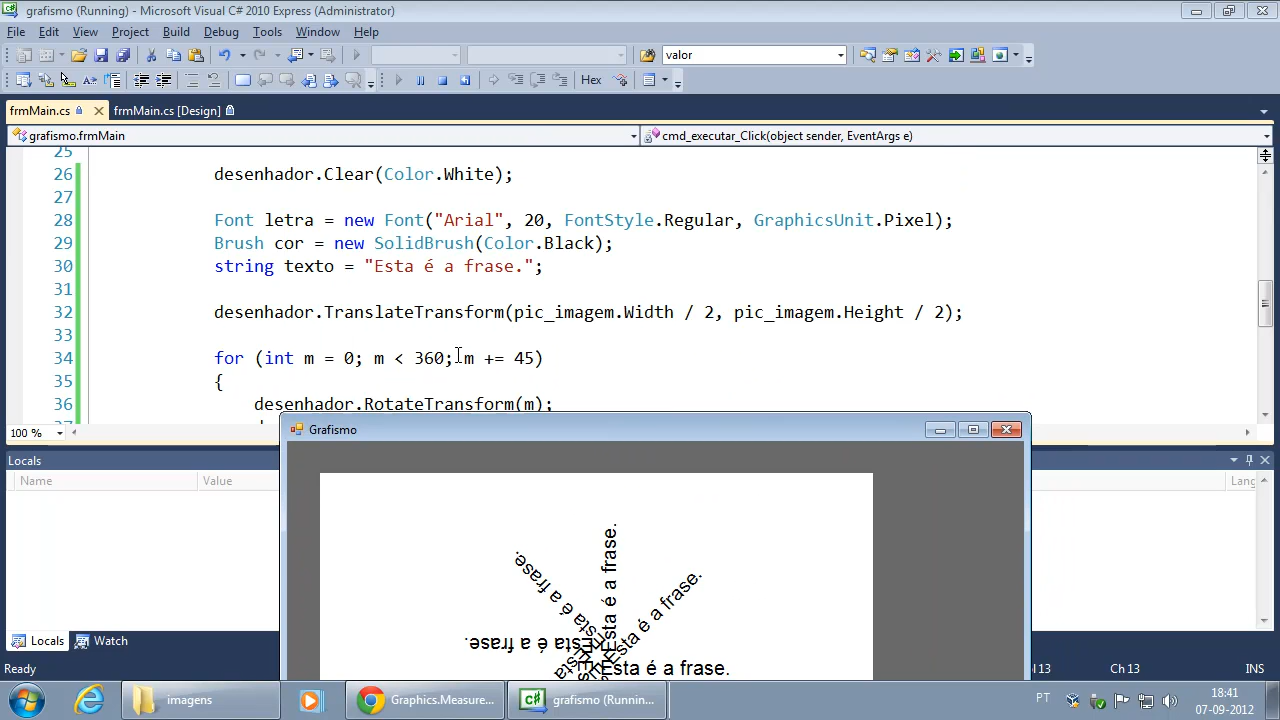 grafismo (Running) - Microsoft Visual C# 2010 Express (Administrator)
File Edit View Project Build Debug Tools Window Help
valor
Hex
frmMain.cs frmMain.cs [Design]
grafismo.frmMain cmd_executar_Click(object sender, EventArgs e)
25
26 desenhador.Clear(Color.White);
27
28 Font letra = new Font("Arial", 20, FontStyle.Regular, GraphicsUnit.Pixel);
29 Brush cor = new SolidBrush(Color.Black);
30 string texto = "Esta é a frase.";
31
32 desenhador.TranslateTransform(pic_imagem.Width / 2, pic_imagem.Height / 2);
33
34 for (int m = 0; m < 360; m += 45)
35 {
36 desenhador.RotateTransform(m);
100 %
Grafismo
Locals
Name Value Lang
Esta é a frase.
Esta é a frase.
Esta é a frase.
Esta é a frase.
Esta é a frase.
Locals Watch
Ready Ch 13 INS
imagens Graphics.Measure... grafismo (Runnin... PT 18:41
07-09-2012